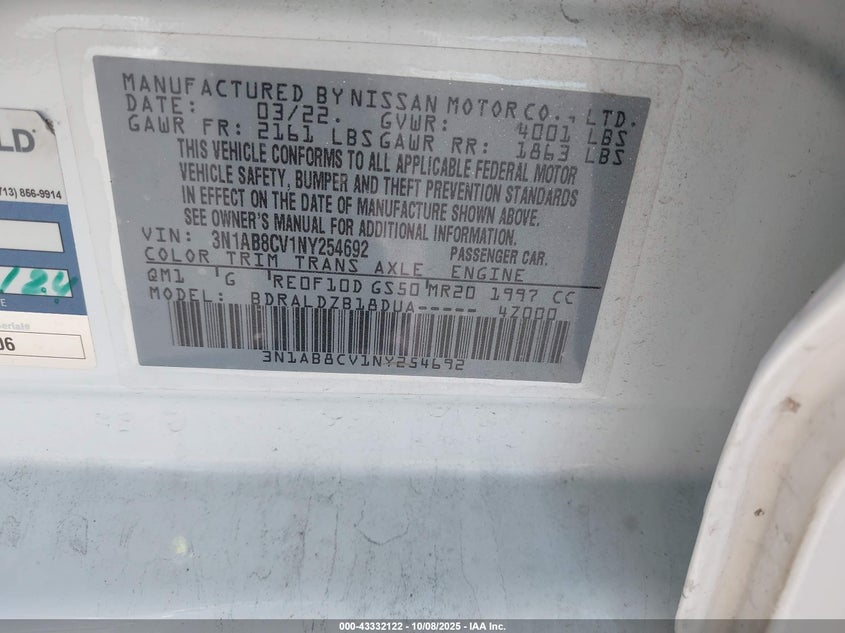 MANUFACTURED BY NISSAN MOTOR CO., LTD.
DATE: 03/22. GVWR: 4001 LBS
GAWR FR: 2161 LBS GAWR RR: 1863 LBS
THIS VEHICLE CONFORMS TO ALL APPLICABLE FEDERAL MOTOR
VEHICLE SAFETY, BUMPER AND THEFT PREVENTION STANDARDS
IN EFFECT ON THE DATE OF MANUFACTURE SHOWN ABOVE.
SEE OWNER'S MANUAL FOR ADDITIONAL INFORMATION.
VIN: 3N1AB8CV1NY254692 PASSENGER CAR.
COLOR TRIM TRANS AXLE ENGINE
QM1 G RE0F10D GS50 MR20 1997 CC
MODEL: BDRALDZB18DUA----- 4Z000
3N1AB8CV1NY254692
LD
713) 856-9914
/24
E
06
000-43332122 - 10/08/2025 - IAA Inc.